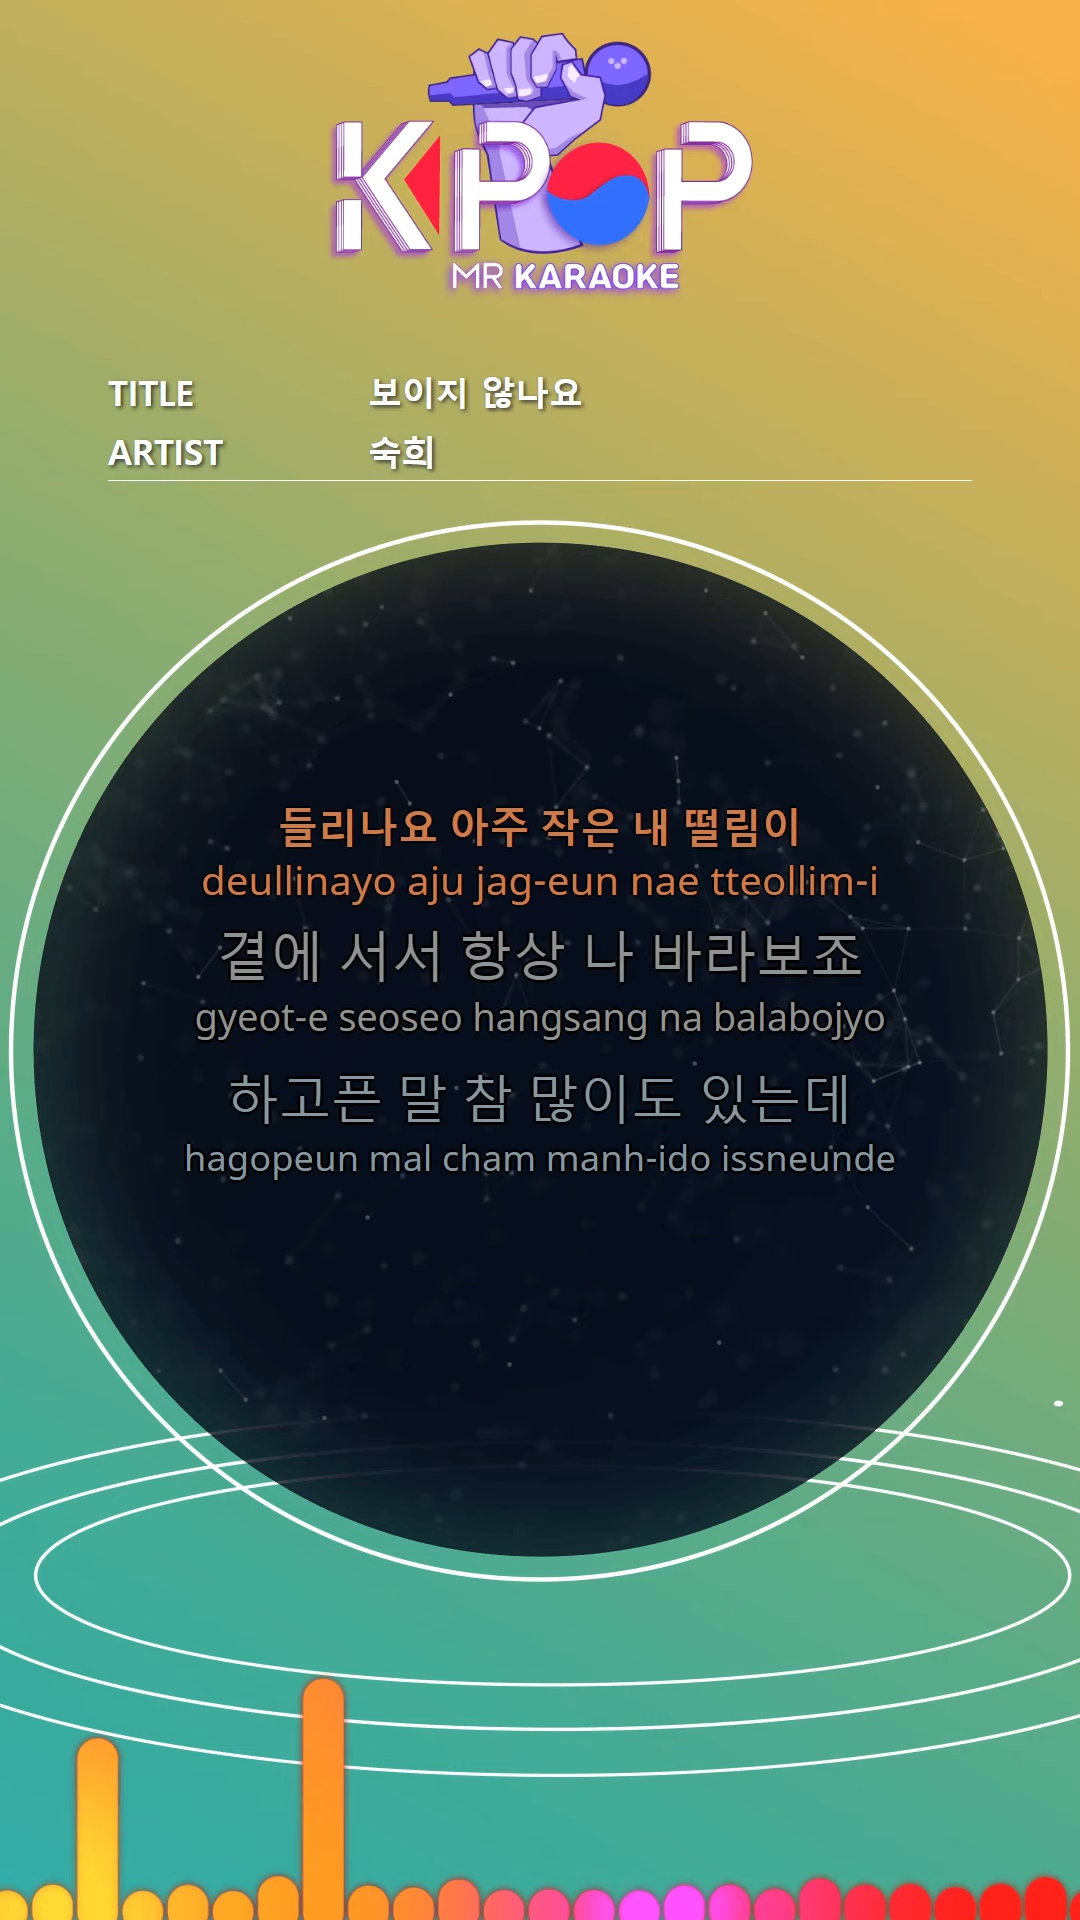 KPOP
MR KARAOKE
TITLE 보이지 않나요
ARTIST 숙희
들리나요 아주 작은 내 떨림이
deullinayo aju jag-eun nae tteollim-i
곁에 서서 항상 나 바라보죠
gyeot-e seoseo hangsang na balabojyo
하고픈 말 참 많이도 있는데
hagopeun mal cham manh-ido issneunde